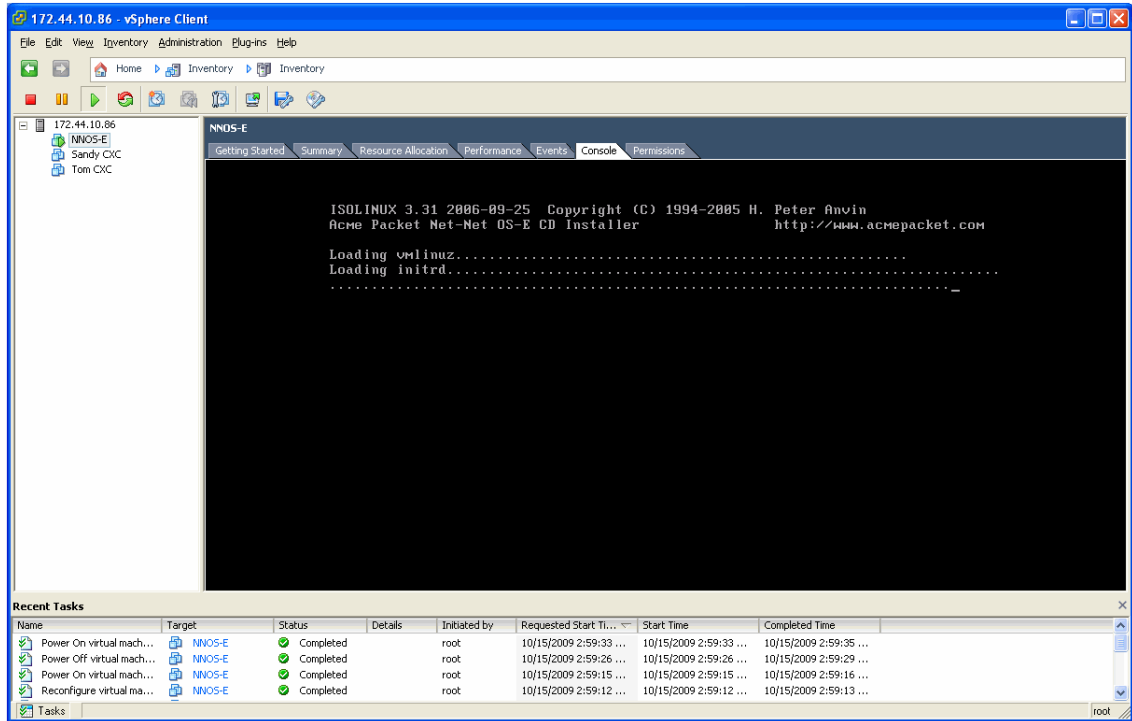 172.44.10.86 - vSphere Client
File Edit View Inventory Administration Plug-ins Help
Home Inventory Inventory
172.44.10.86
NNOS-E
Sandy CXC
Tom CXC
NNOS-E
Getting Started Summary Resource Allocation Performance Events Console Permissions
ISOLINUX 3.31 2006-09-25 Copyright (C) 1994-2005 H. Peter Anvin
Acme Packet Net-Net OS-E CD Installer http://www.acmepacket.com
Loading vmlinuz......................................................
Loading initrd..................................................................
.........................................................................._
Recent Tasks
Name Target Status Details Initiated by Requested Start Ti... Start Time Completed Time
Power On virtual mach... NNOS-E Completed root 10/15/2009 2:59:33 ... 10/15/2009 2:59:33 ... 10/15/2009 2:59:35 ...
Power Off virtual mach... NNOS-E Completed root 10/15/2009 2:59:26 ... 10/15/2009 2:59:26 ... 10/15/2009 2:59:29 ...
Power On virtual mach... NNOS-E Completed root 10/15/2009 2:59:15 ... 10/15/2009 2:59:15 ... 10/15/2009 2:59:16 ...
Reconfigure virtual ma... NNOS-E Completed root 10/15/2009 2:59:12 ... 10/15/2009 2:59:12 ... 10/15/2009 2:59:13 ...
Tasks root